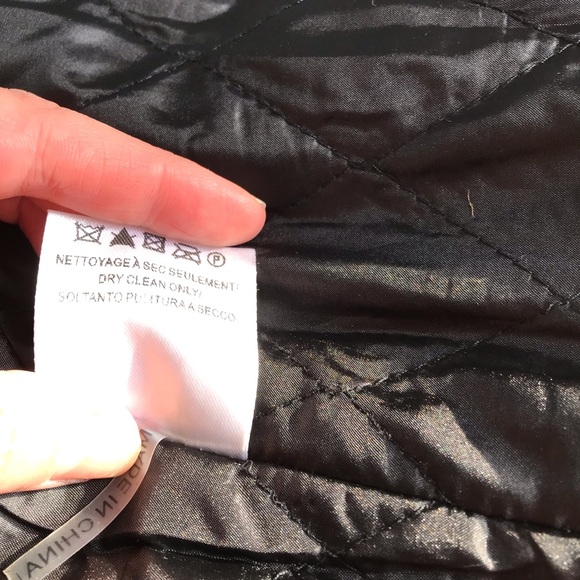 P
NETTOYAGE À SEC SEULEMENT/
DRY CLEAN ONLY/
SOLTANTO PULITURA A SECCO
MADE IN CHINA